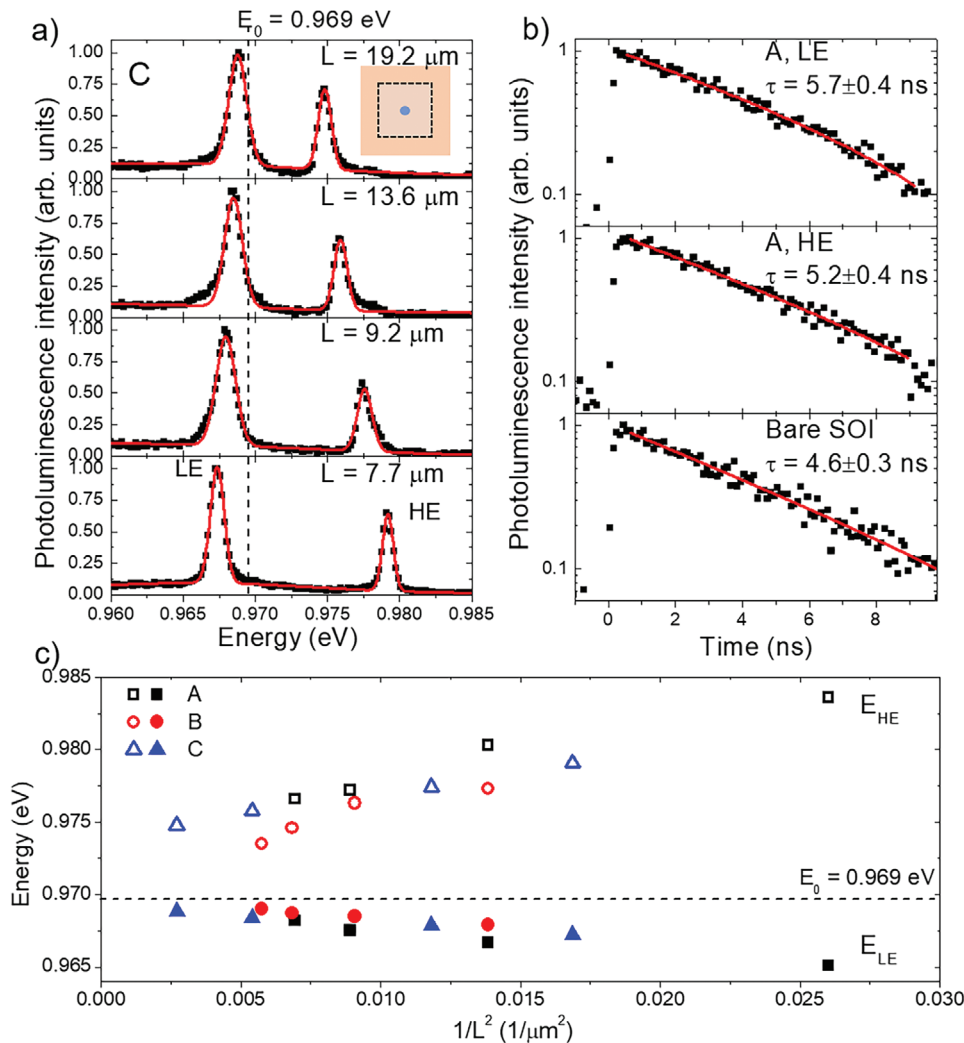 a)
E0 = 0.969 eV
C
L = 19.2 μm
1.00
0.75
0.50
0.25
0.00
L = 13.6 μm
1.00
0.75
0.50
0.25
0.00
L = 9.2 μm
1.00
0.75
0.50
0.25
0.00
LE
L = 7.7 μm
HE
1.00
0.75
0.50
0.25
0.00
0.960 0.965 0.970 0.975 0.980 0.985
Energy (eV)
Photoluminescence intensity (arb. units)
b)
A, LE
τ = 5.7±0.4 ns
1
0.1
A, HE
τ = 5.2±0.4 ns
1
0.1
Bare SOI
τ = 4.6±0.3 ns
1
0.1
0 2 4 6 8
Time (ns)
Photoluminescence intensity (arb. units)
c)
A
B
C
EHE
E0 = 0.969 eV
ELE
0.985
0.980
0.975
0.970
0.965
Energy (eV)
0.000 0.005 0.010 0.015 0.020 0.025 0.030
1/L² (1/μm²)